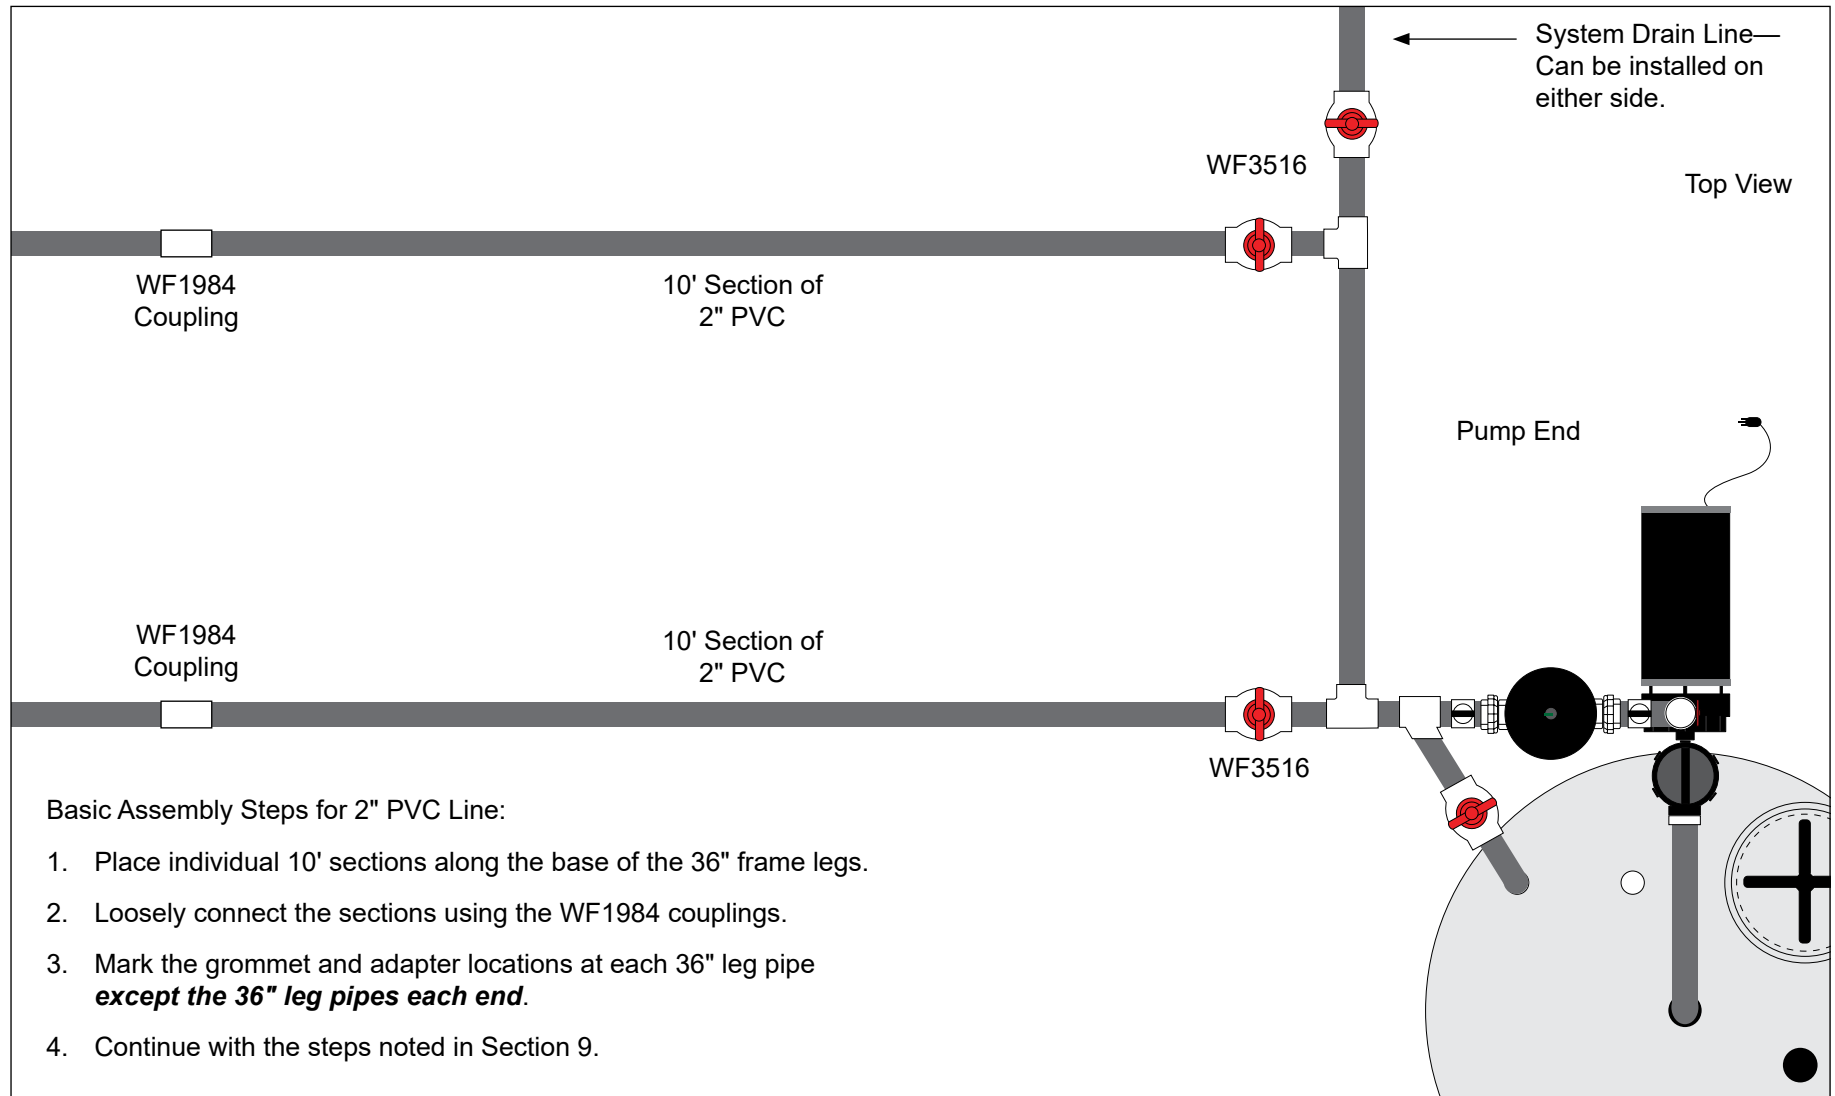 System Drain Line—
Can be installed on
either side.
WF3516
Top View
WF1984
Coupling
10' Section of
2" PVC
Pump End
WF1984
Coupling
10' Section of
2" PVC
WF3516
Basic Assembly Steps for 2" PVC Line:
1. Place individual 10' sections along the base of the 36" frame legs.
2. Loosely connect the sections using the WF1984 couplings.
3. Mark the grommet and adapter locations at each 36" leg pipe
except the 36" leg pipes each end.
4. Continue with the steps noted in Section 9.